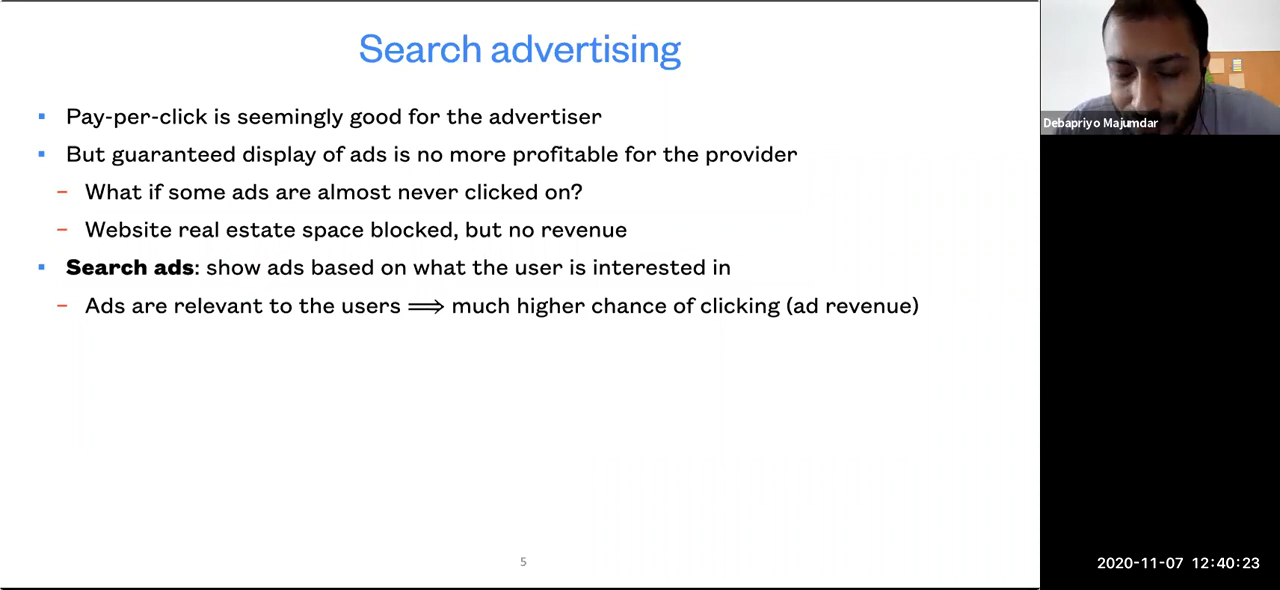 Search advertising
▪ Pay-per-click is seemingly good for the advertiser
▪ But guaranteed display of ads is no more profitable for the provider
– What if some ads are almost never clicked on?
– Website real estate space blocked, but no revenue
▪ Search ads: show ads based on what the user is interested in
– Ads are relevant to the users ⟹ much higher chance of clicking (ad revenue)
5
Debapriyo Majumdar
2020-11-07 12:40:23